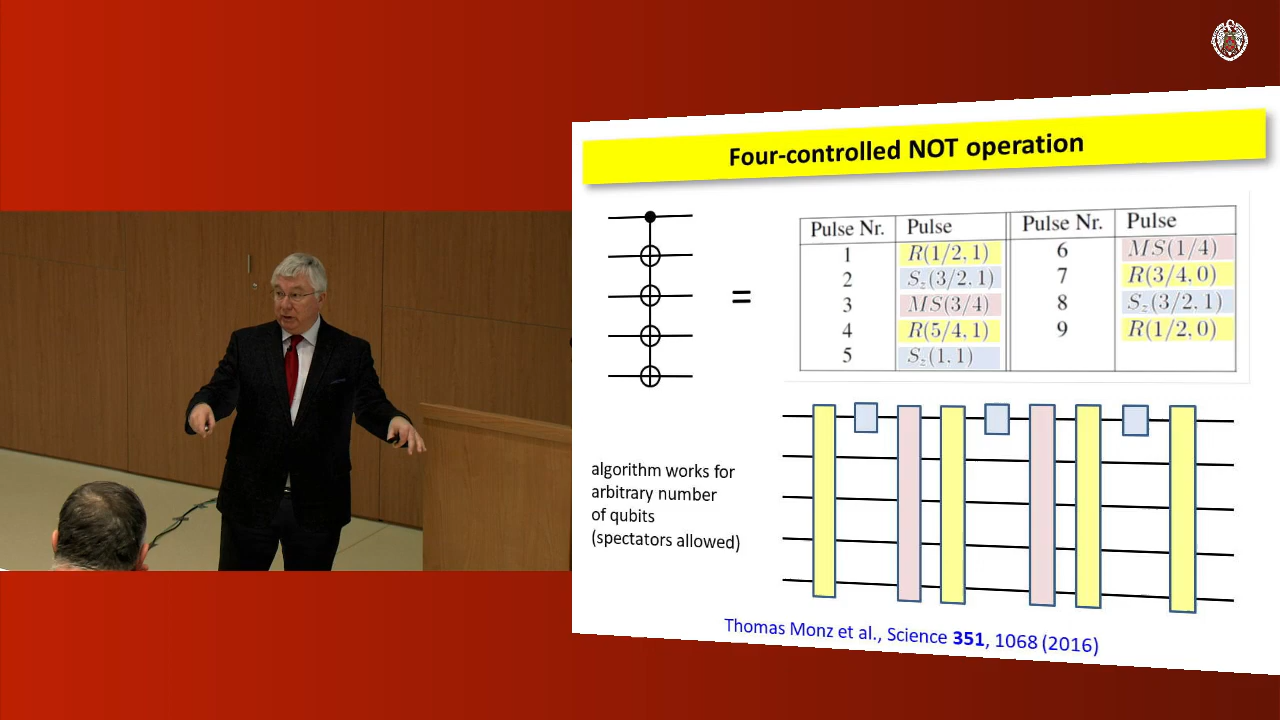 Four-controlled NOT operation
Pulse Nr. Pulse Pulse Nr. Pulse
1 R(1/2,1) 6 MS(1/4)
2 S_z(3/2,1) 7 R(3/4,0)
3 MS(3/4) 8 S_z(3/2,1)
4 R(5/4,1) 9 R(1/2,0)
5 S_z(1,1)
=
algorithm works for
arbitrary number
of qubits
(spectators allowed)
Thomas Monz et al., Science 351, 1068 (2016)